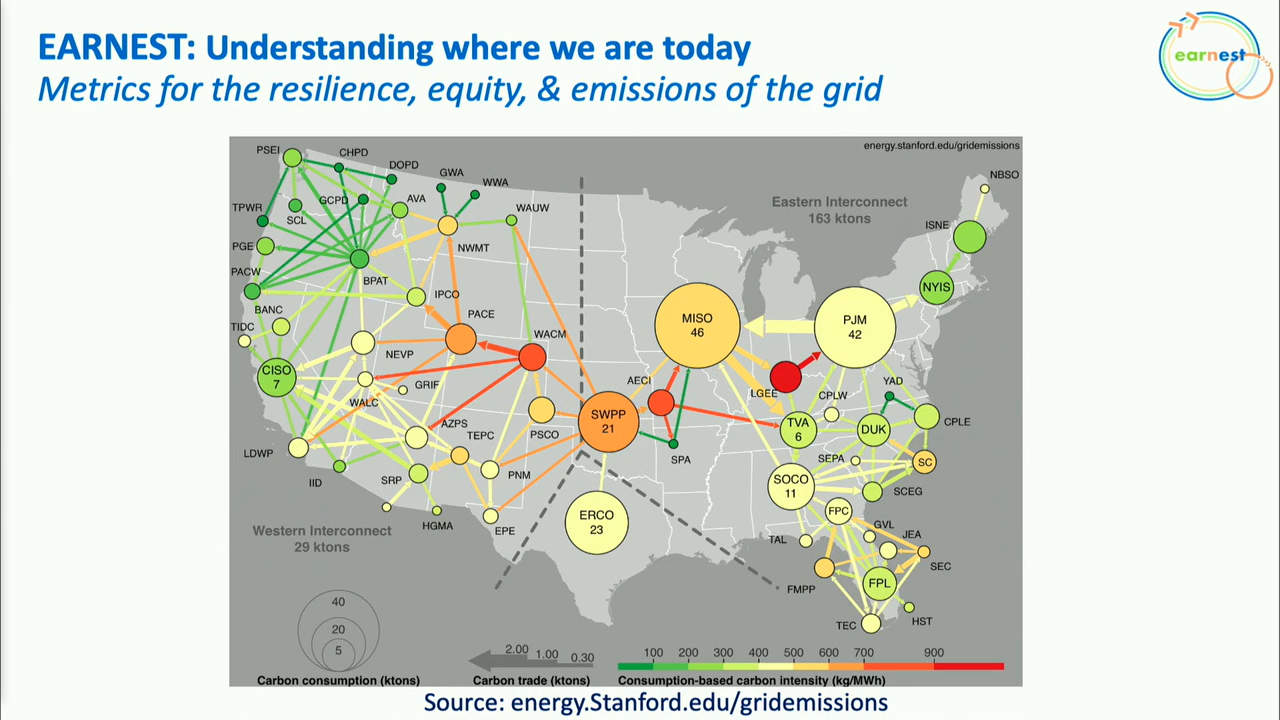 EARNEST: Understanding where we are today
Metrics for the resilience, equity, & emissions of the grid
earnest
energy.stanford.edu/gridemissions
PSEI
CHPD
DOPD
GWA
WWA
NBSO
TPWR
SCL
GCPD
AVA
WAUW
Eastern Interconnect
163 ktons
ISNE
PGE
NWMT
PACW
BPAT
NYIS
BANC
IPCO
PACE
MISO
46
PJM
42
TIDC
WACM
NEVP
CISO
7
GRIF
WALC
AECI
LGEE
CPLW
YAD
AZPS
TEPC
PSCO
SWPP
21
TVA
6
DUK
CPLE
LDWP
SRP
PNM
SPA
SEPA
SC
IID
SOCO
11
SCEG
HGMA
EPE
ERCO
23
FPC
GVL
JEA
Western Interconnect
29 ktons
TAL
SEC
FMPP
FPL
HST
TEC
40
20
5
Carbon consumption (ktons)
2.00 1.00 0.30
Carbon trade (ktons)
100 200 300 400 500 600 700 900
Consumption-based carbon intensity (kg/MWh)
Source: energy.Stanford.edu/gridemissions